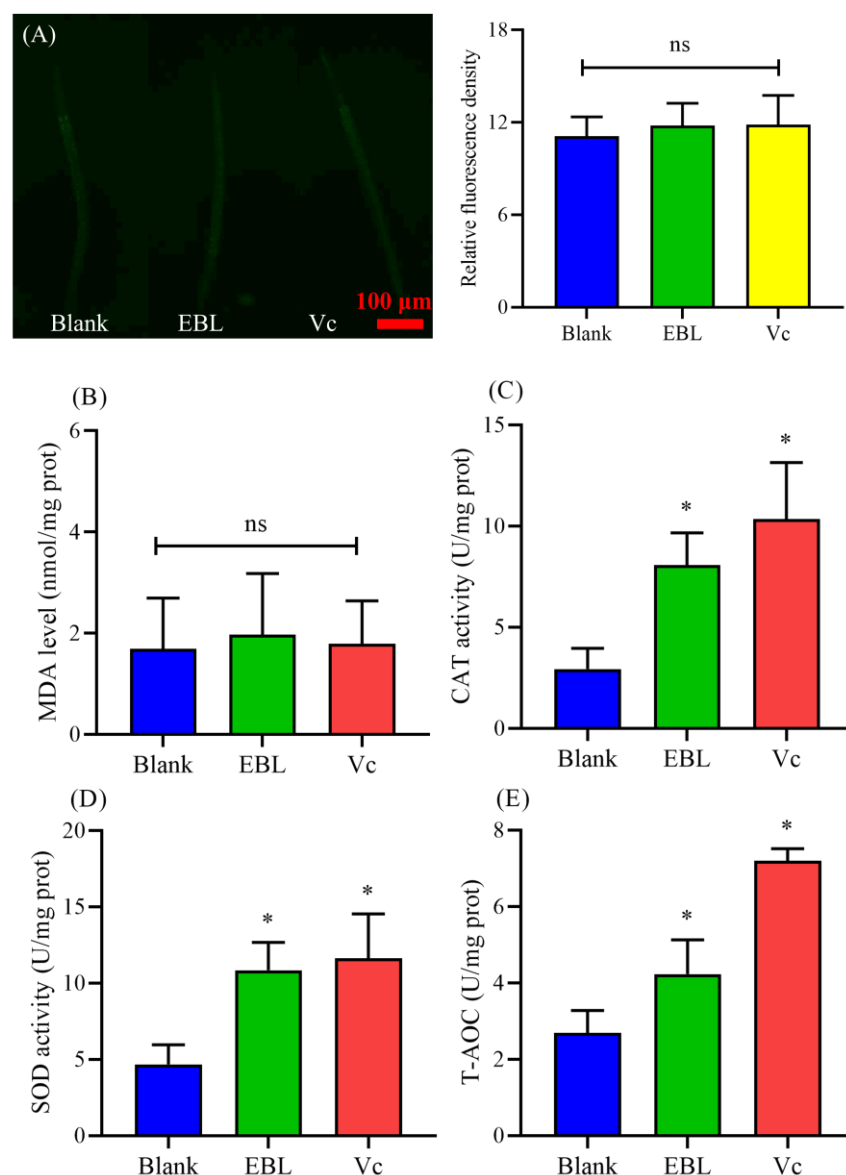 (A)
Blank EBL Vc
100 μm
Relative fluorescence density
18
12
6
0
ns
Blank EBL Vc
(B)
MDA level (nmol/mg prot)
6
4
2
0
ns
Blank EBL Vc
(C)
CAT activity (U/mg prot)
15
10
5
0
*
*
Blank EBL Vc
(D)
SOD activity (U/mg prot)
20
15
10
5
0
*
*
Blank EBL Vc
(E)
T-AOC (U/mg prot)
8
6
4
2
0
*
*
Blank EBL Vc